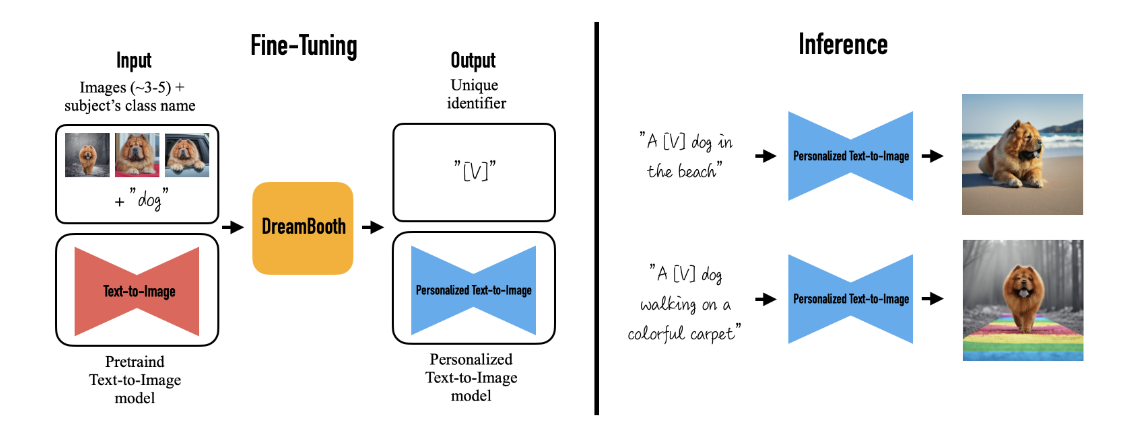 Fine-Tuning
Input
Images (~3-5) +
subject's class name
+ "dog"
Text-to-Image
Pretraind
Text-to-Image
model
DreamBooth
Output
Unique
identifier
"[V]"
Personalized Text-to-Image
Personalized
Text-to-Image
model
Inference
"A [V] dog in
the beach"
Personalized Text-to-Image
"A [V] dog
walking on a
colorful carpet"
Personalized Text-to-Image